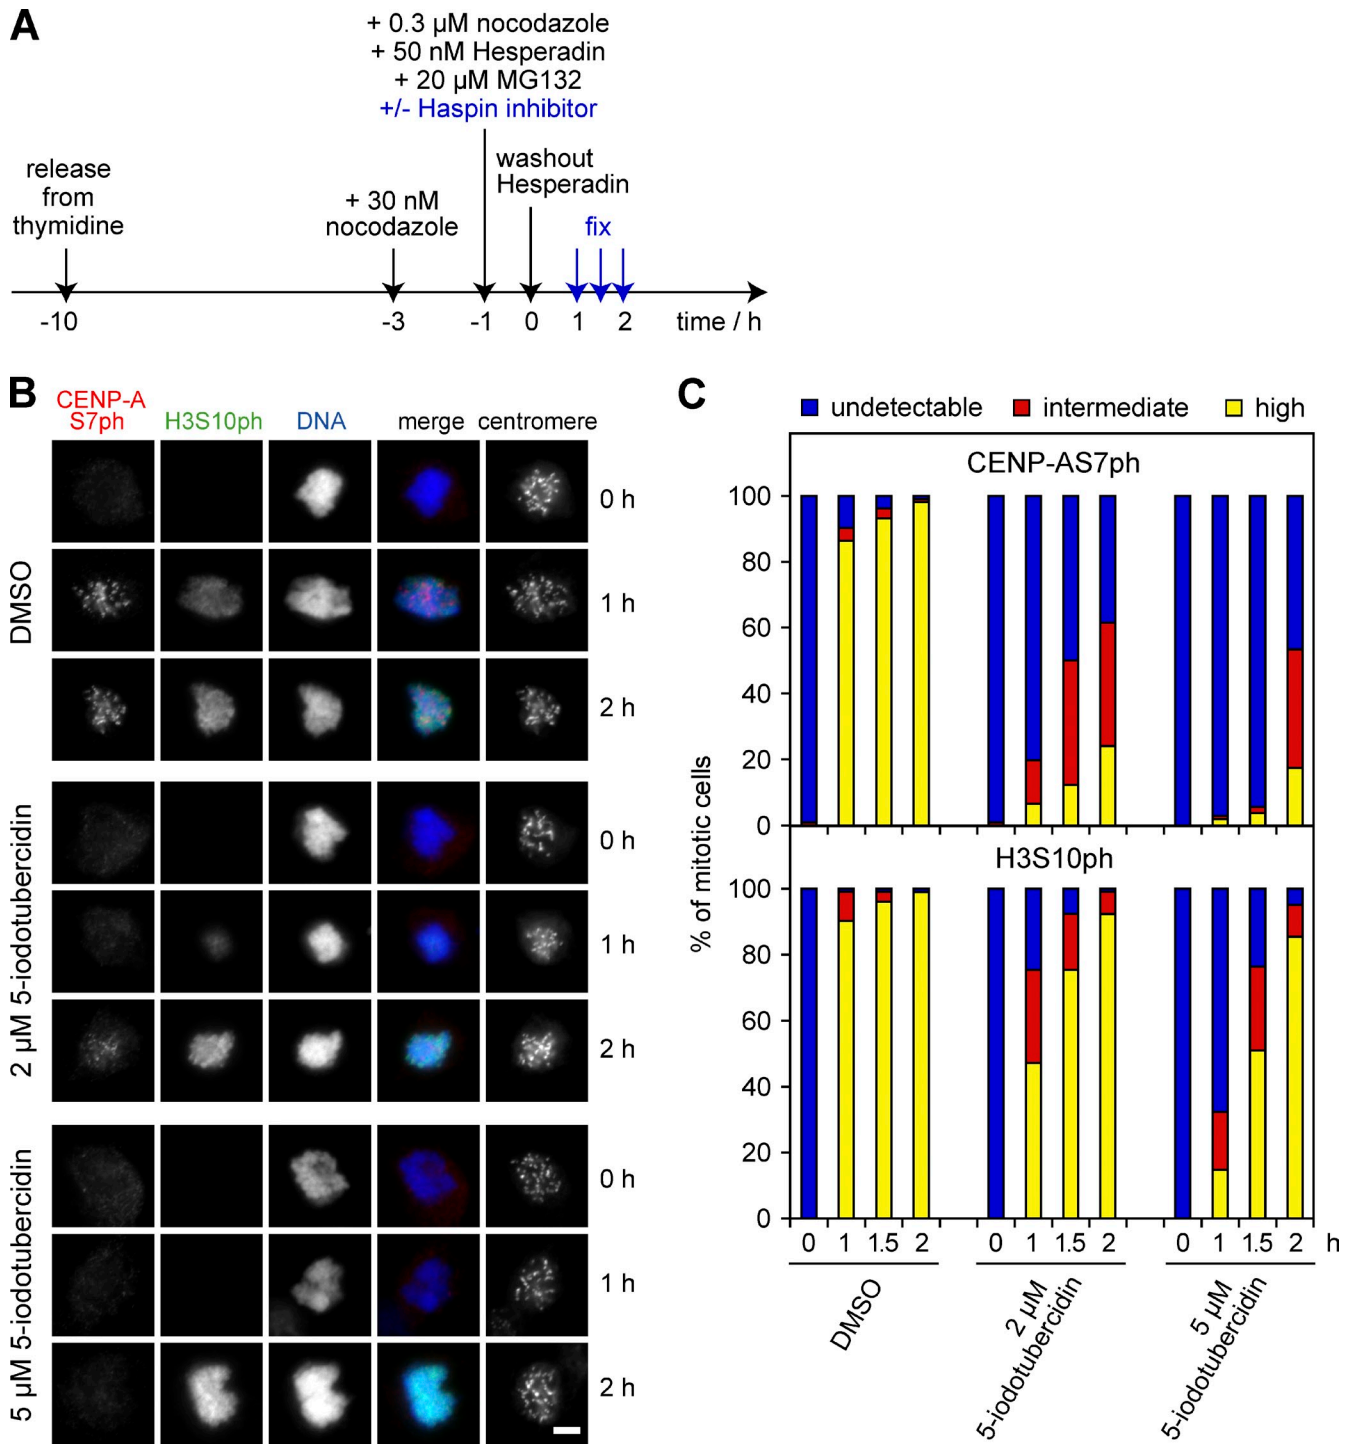 A
+ 0.3 µM nocodazole
+ 50 nM Hesperadin
+ 20 µM MG132
+/- Haspin inhibitor
release
from
thymidine
+ 30 nM
nocodazole
washout
Hesperadin
fix
-10 -3 -1 0 1 2 time / h
B
CENP-A
S7ph H3S10ph DNA merge centromere
DMSO
0 h
1 h
2 h
2 µM 5-iodotubercidin
0 h
1 h
2 h
5 µM 5-iodotubercidin
0 h
1 h
2 h
C
undetectable intermediate high
CENP-AS7ph
100
80
60
40
20
0
% of mitotic cells
H3S10ph
100
80
60
40
20
0
0 1 1.5 2 0 1 1.5 2 0 1 1.5 2 h
DMSO
2 µM
5-iodotubercidin
5 µM
5-iodotubercidin